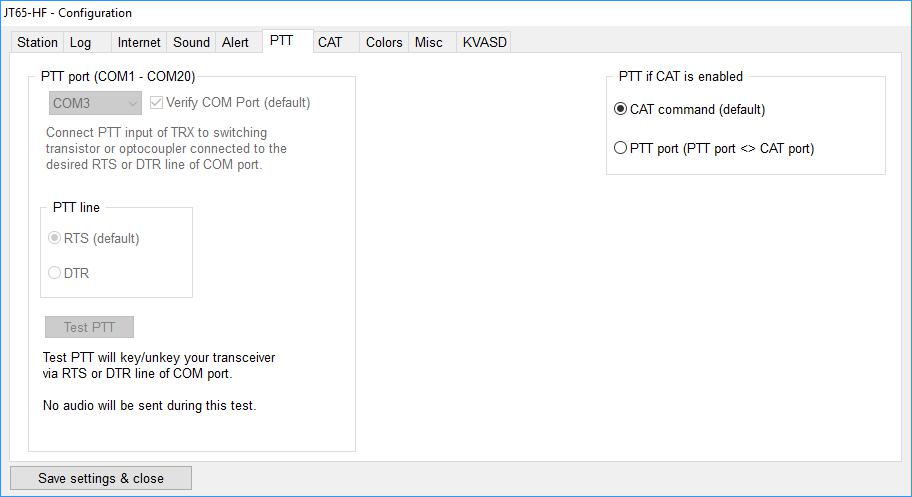 JT65-HF - Configuration
Station Log Internet Sound Alert PTT CAT Colors Misc KVASD
PTT port (COM1 - COM20)
COM3 Verify COM Port (default)
Connect PTT input of TRX to switching
transistor or optocoupler connected to the
desired RTS or DTR line of COM port.
PTT line
RTS (default)
DTR
Test PTT
Test PTT will key/unkey your transceiver
via RTS or DTR line of COM port.
No audio will be sent during this test.
PTT if CAT is enabled
CAT command (default)
PTT port (PTT port <> CAT port)
Save settings & close